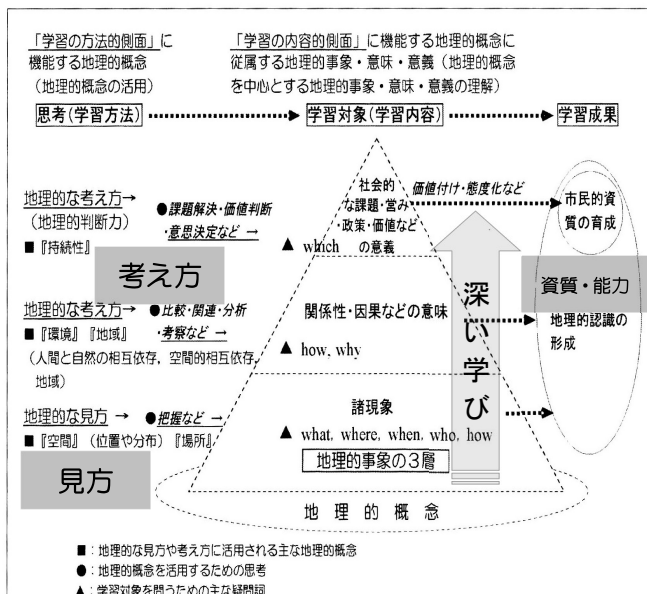 「学習の方法的側面」に
機能する地理的概念
(地理的概念の活用)
「学習の内容的側面」に機能する地理的概念に
従属する地理的事象・意味・意義(地理的概念
を中心とする地理的事象・意味・意義の理解)
思考(学習方法)
学習対象(学習内容)
学習成果
地理的な考え方→
(地理的判断力)
■『持続性』
●課題解決・価値判断
・意思決定など →
社会的
な課題・営み
・政策・価値など
の意義
▲ which
価値付け・態度化など
市民的資
質の育成
考え方
資質・能力
地理的な考え方→
■『環境』『地域』
(人間と自然の相互依存,空間的相互依存,
地域)
●比較・関連・分析
・考察など →
関係性・因果などの意味
▲ how, why
深い学び
地理的認識の
形成
地理的な見方 →
■『空間』(位置や分布)『場所』
●把握など →
諸現象
▲ what, where, when, who, how
地理的事象の3層
見方
地 理 的 概 念
■:地理的な見方や考え方に活用される主な地理的概念
●:地理的概念を活用するための思考
▲:学習対象を問うための主な疑問詞